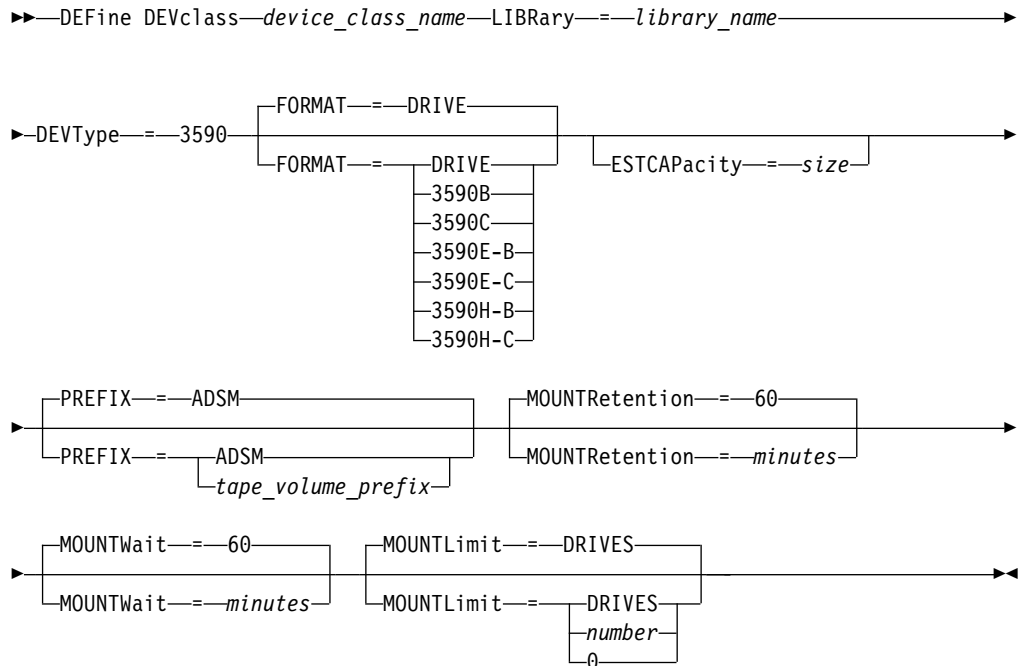 DEFine DEVclass device_class_name LIBRary = library_name
FORMAT = DRIVE
DEVType = 3590
FORMAT = DRIVE
3590B
3590C
3590E-B
3590E-C
3590H-B
3590H-C
ESTCAPacity = size
PREFIX = ADSM
PREFIX = ADSM
tape_volume_prefix
MOUNTRetention = 60
MOUNTRetention = minutes
MOUNTWait = 60
MOUNTWait = minutes
MOUNTLimit = DRIVES
MOUNTLimit = DRIVES
number
0